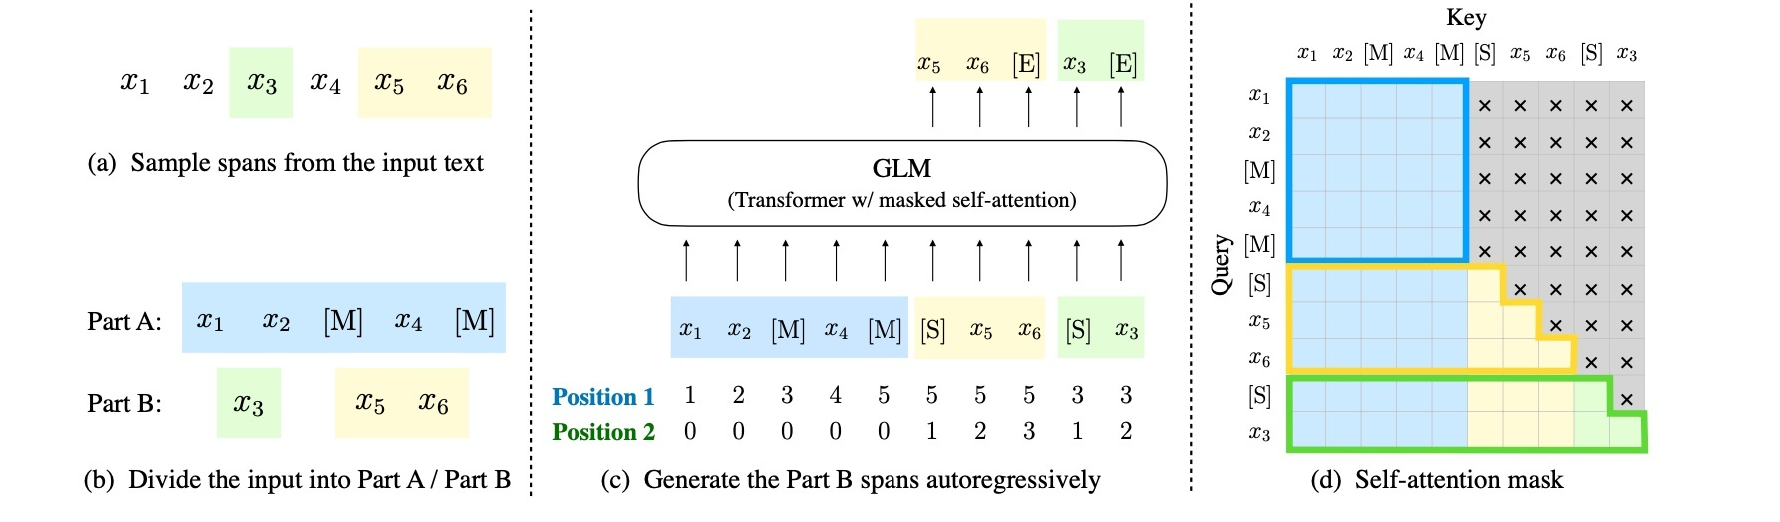 x1 x2 x3 x4 x5 x6
(a) Sample spans from the input text
Part A: x1 x2 [M] x4 [M]
Part B: x3 x5 x6
(b) Divide the input into Part A / Part B
x5 x6 [E] x3 [E]
GLM
(Transformer w/ masked self-attention)
x1 x2 [M] x4 [M] [S] x5 x6 [S] x3
Position 1 1 2 3 4 5 5 5 5 3 3
Position 2 0 0 0 0 0 1 2 3 1 2
(c) Generate the Part B spans autoregressively
Key
x1 x2 [M] x4 [M] [S] x5 x6 [S] x3
Query
x1 × × × × ×
x2 × × × × ×
[M] × × × × ×
x4 × × × × ×
[M] × × × × ×
[S] × × × ×
x5 × × ×
x6 × ×
[S] ×
x3
(d) Self-attention mask